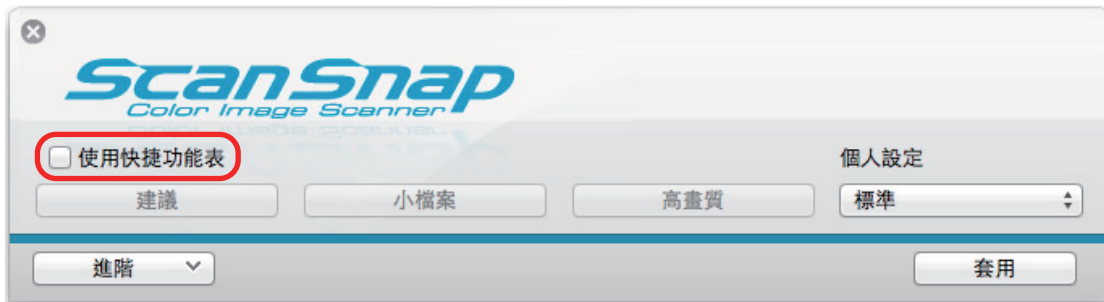 ScanSnap
Color Image Scanner
使用快捷功能表
個人設定
建議
小檔案
高畫質
標準
進階
套用